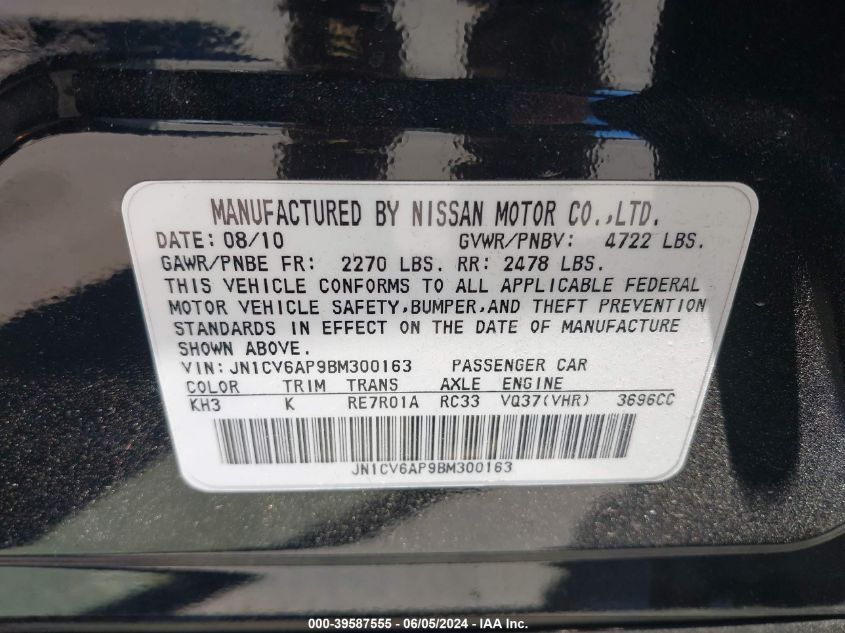 MANUFACTURED BY NISSAN MOTOR CO.,LTD.
DATE: 08/10 GVWR/PNBV: 4722 LBS.
GAWR/PNBE FR: 2270 LBS. RR: 2478 LBS.
THIS VEHICLE CONFORMS TO ALL APPLICABLE FEDERAL
MOTOR VEHICLE SAFETY,BUMPER,AND THEFT PREVENTION
STANDARDS IN EFFECT ON THE DATE OF MANUFACTURE
SHOWN ABOVE.
VIN: JN1CV6AP9BM300163 PASSENGER CAR
COLOR TRIM TRANS AXLE ENGINE
KH3 K RE7R01A RC33 VQ37(VHR) 3696CC
JN1CV6AP9BM300163
000-39587555 - 06/05/2024 - IAA Inc.